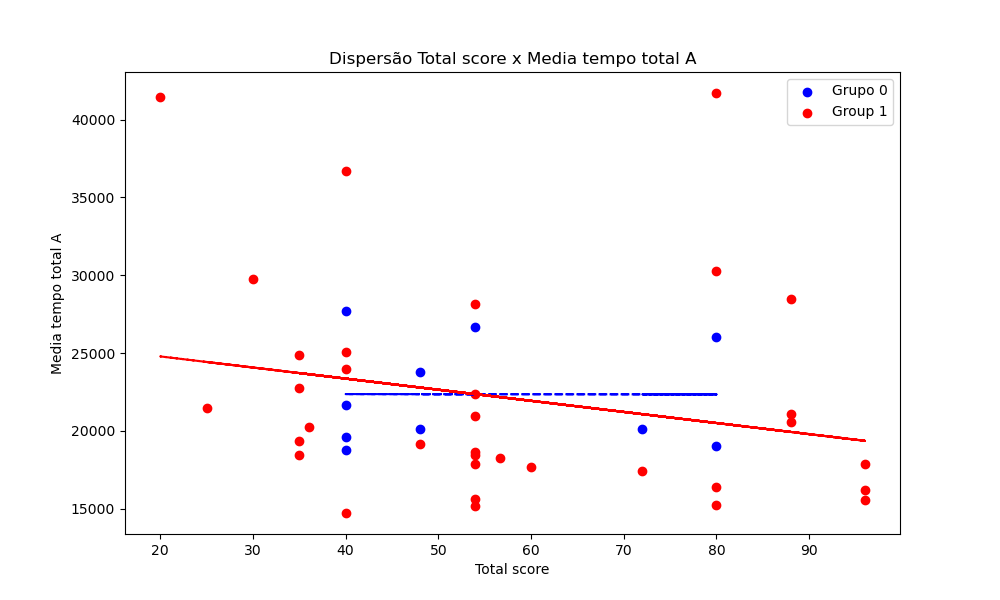 Dispersão Total score x Media tempo total A
Grupo 0
Group 1
Media tempo total A
40000
35000
30000
25000
20000
15000
20 30 40 50 60 70 80 90
Total score